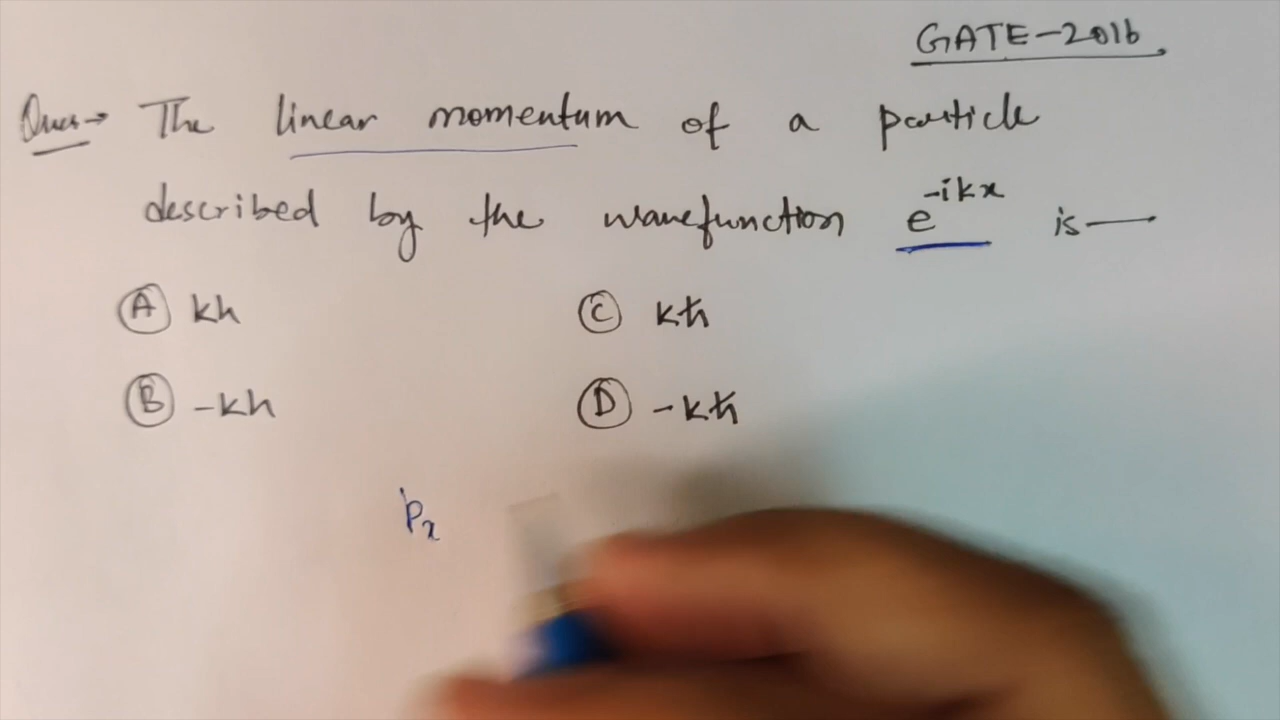 GATE-2016
Ques→ The linear momentum of a particle
described by the wavefunction e^{-ikx} is —
Ⓐ kh
Ⓒ kħ
Ⓑ -kh
Ⓓ -kħ
p_x